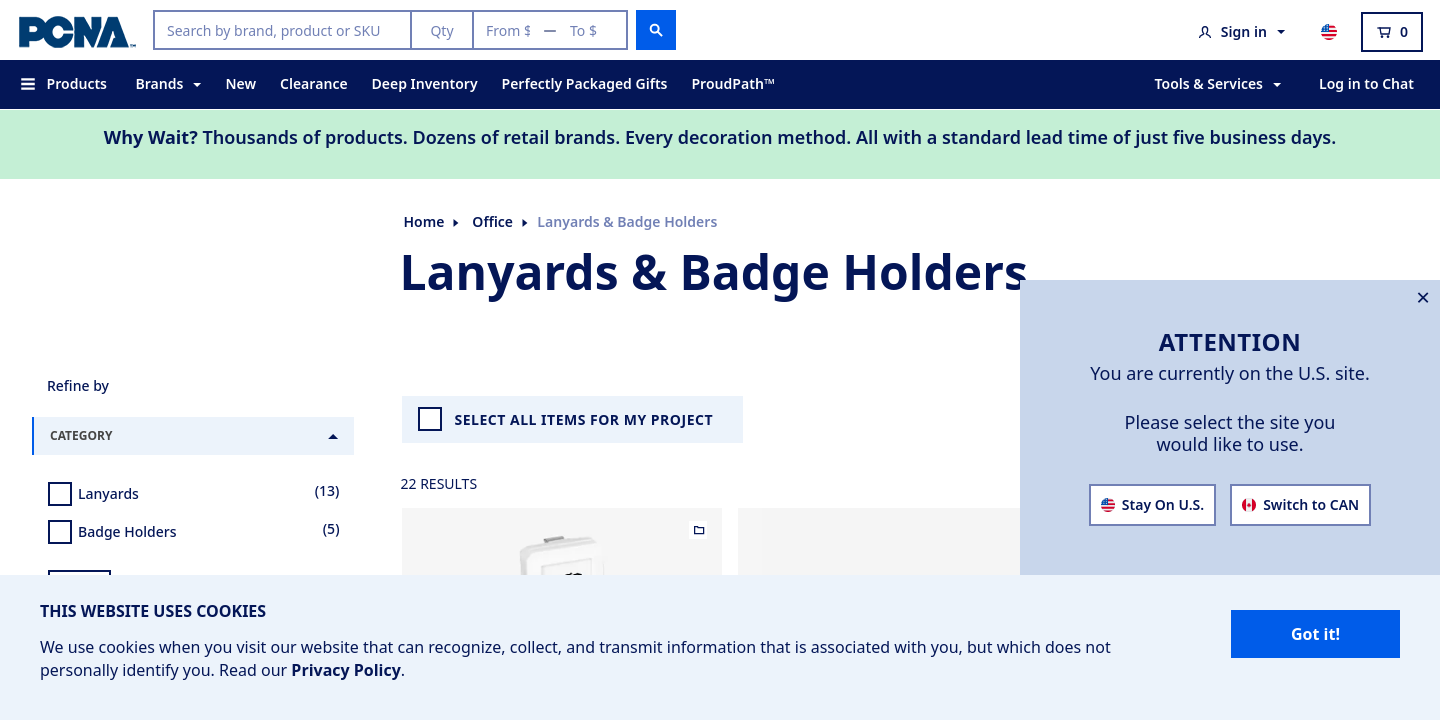 PCNA™
Search by brand, product or SKU Qty From $ — To $
Sign in 0
Products Brands New Clearance Deep Inventory Perfectly Packaged Gifts ProudPath™ Tools & Services Log in to Chat
Why Wait? Thousands of products. Dozens of retail brands. Every decoration method. All with a standard lead time of just five business days.
Home Office Lanyards & Badge Holders
Lanyards & Badge Holders
ATTENTION
You are currently on the U.S. site.
Please select the site you
would like to use.
Stay On U.S. Switch to CAN
Refine by
CATEGORY
Lanyards (13)
Badge Holders (5)
SELECT ALL ITEMS FOR MY PROJECT
22 RESULTS
THIS WEBSITE USES COOKIES
We use cookies when you visit our website that can recognize, collect, and transmit information that is associated with you, but which does not
personally identify you. Read our Privacy Policy.
Got it!